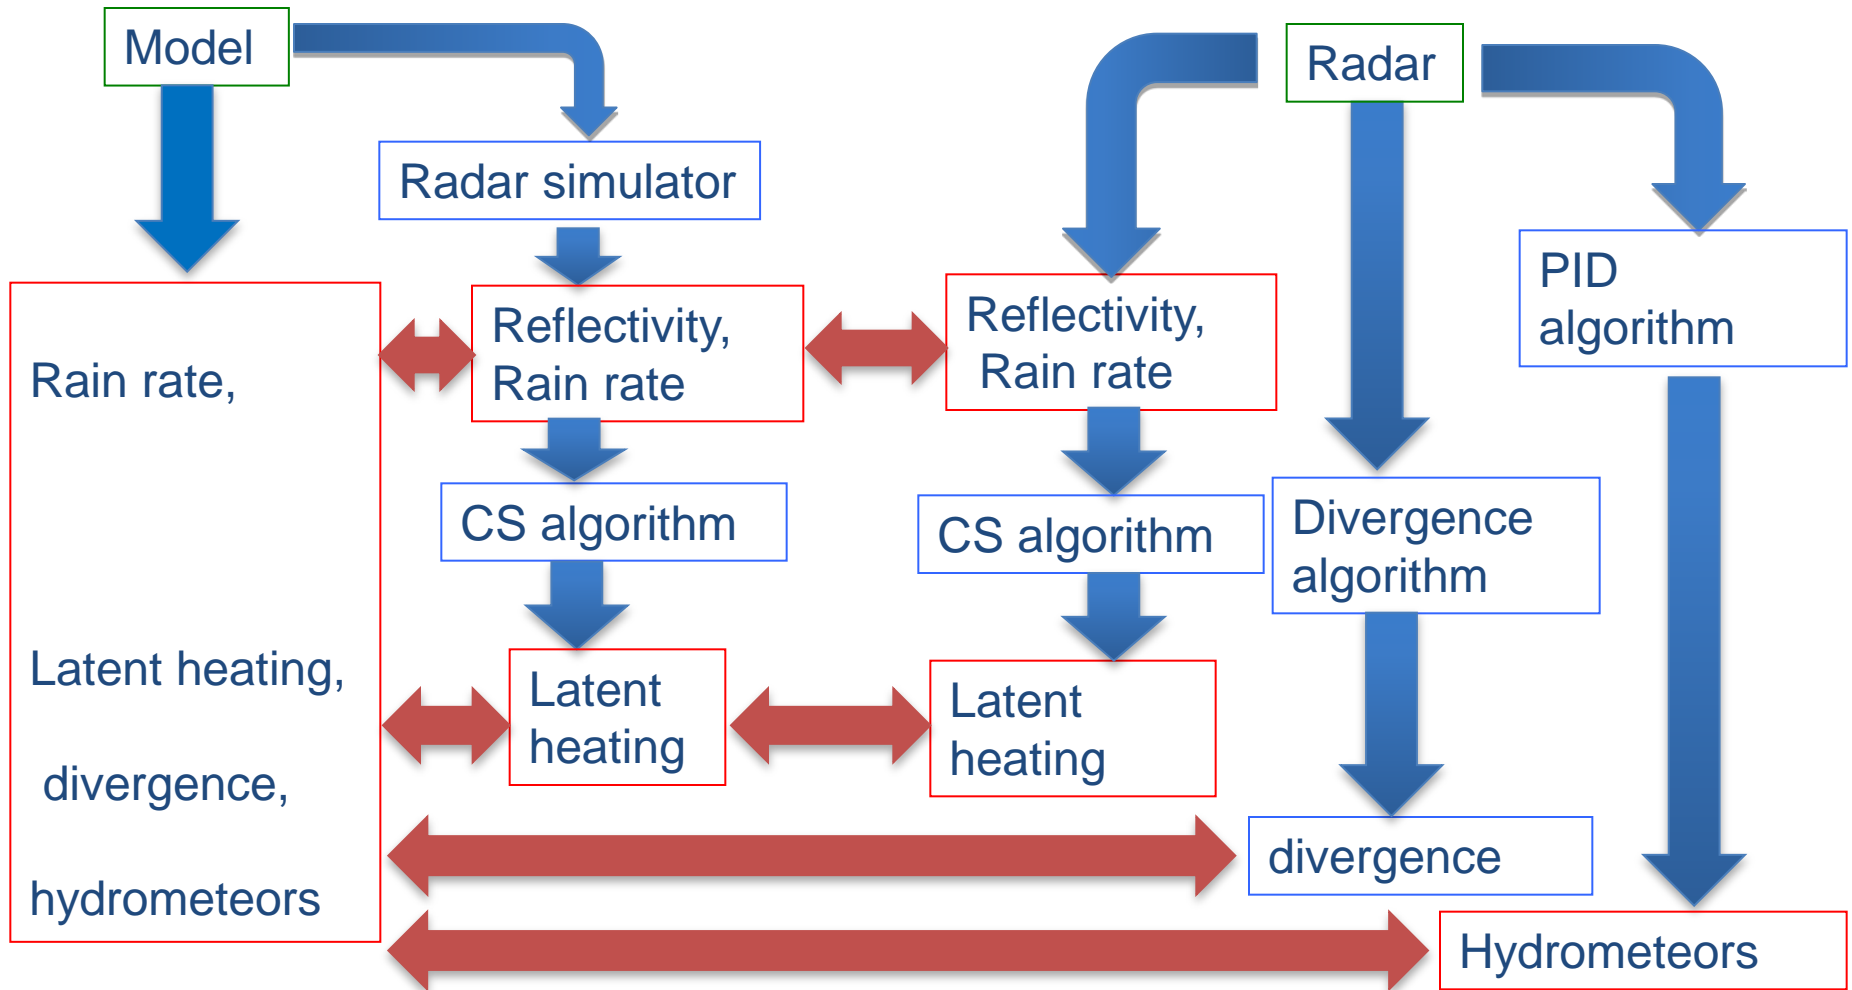 Model
Radar
Radar simulator
PID
algorithm
Rain rate,
Latent heating,
divergence,
hydrometeors
Reflectivity,
Rain rate
Reflectivity,
Rain rate
CS algorithm
CS algorithm
Divergence
algorithm
Latent
heating
Latent
heating
divergence
Hydrometeors